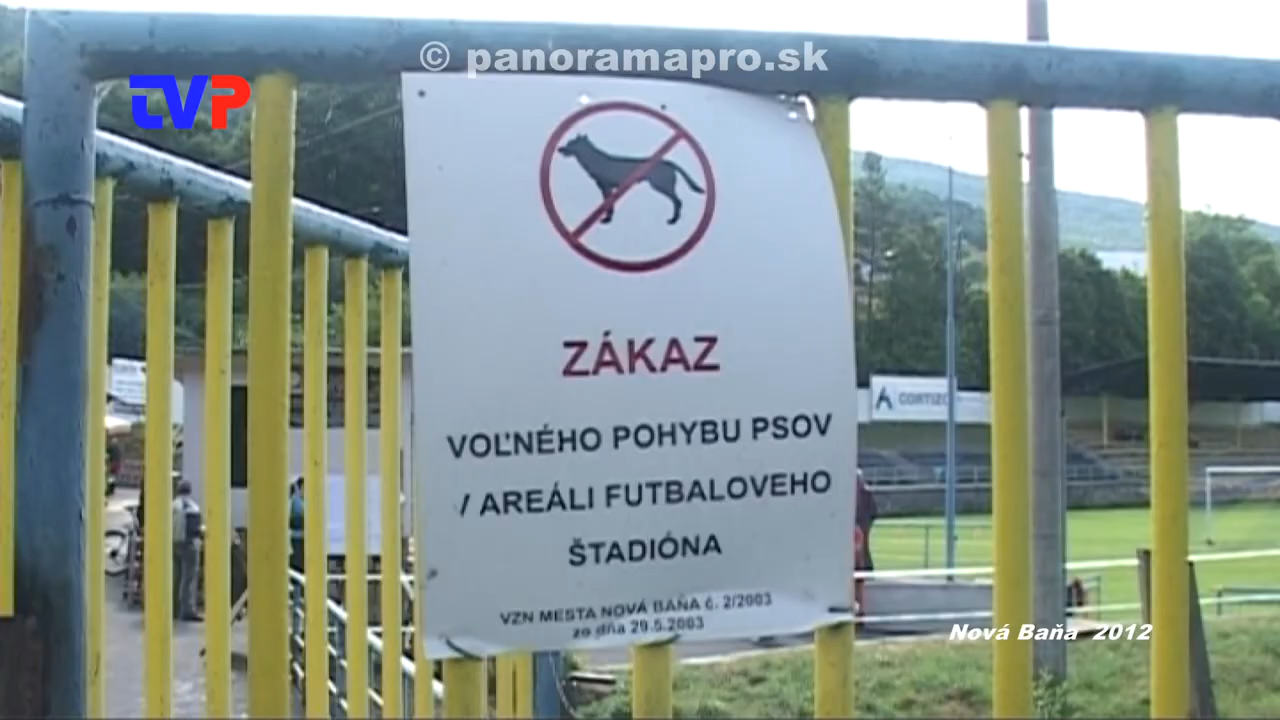 © panoramapro.sk
TVP
ZÁKAZ
VOĽNÉHO POHYBU PSOV
/ AREÁLI FUTBALOVEHO
ŠTADIÓNA
VZN MESTA NOVÁ BAŇA č. 2/2003
zo dňa 29.5.2003
CORTIZO
Nová Baňa 2012